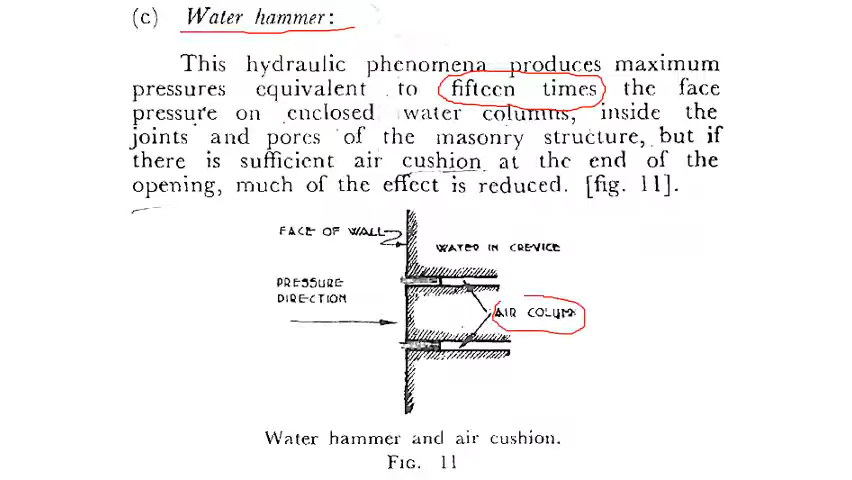 (c) Water hammer:
This hydraulic phenomena produces maximum
pressures equivalent to fifteen times the face
pressure on enclosed water columns, inside the
joints and pores of the masonry structure, but if
there is sufficient air cushion at the end of the
opening, much of the effect is reduced. [fig. 11].
FACE OF WALL
WATER IN CREVICE
PRESSURE
DIRECTION
AIR COLUMN
Water hammer and air cushion.
FIG. 11